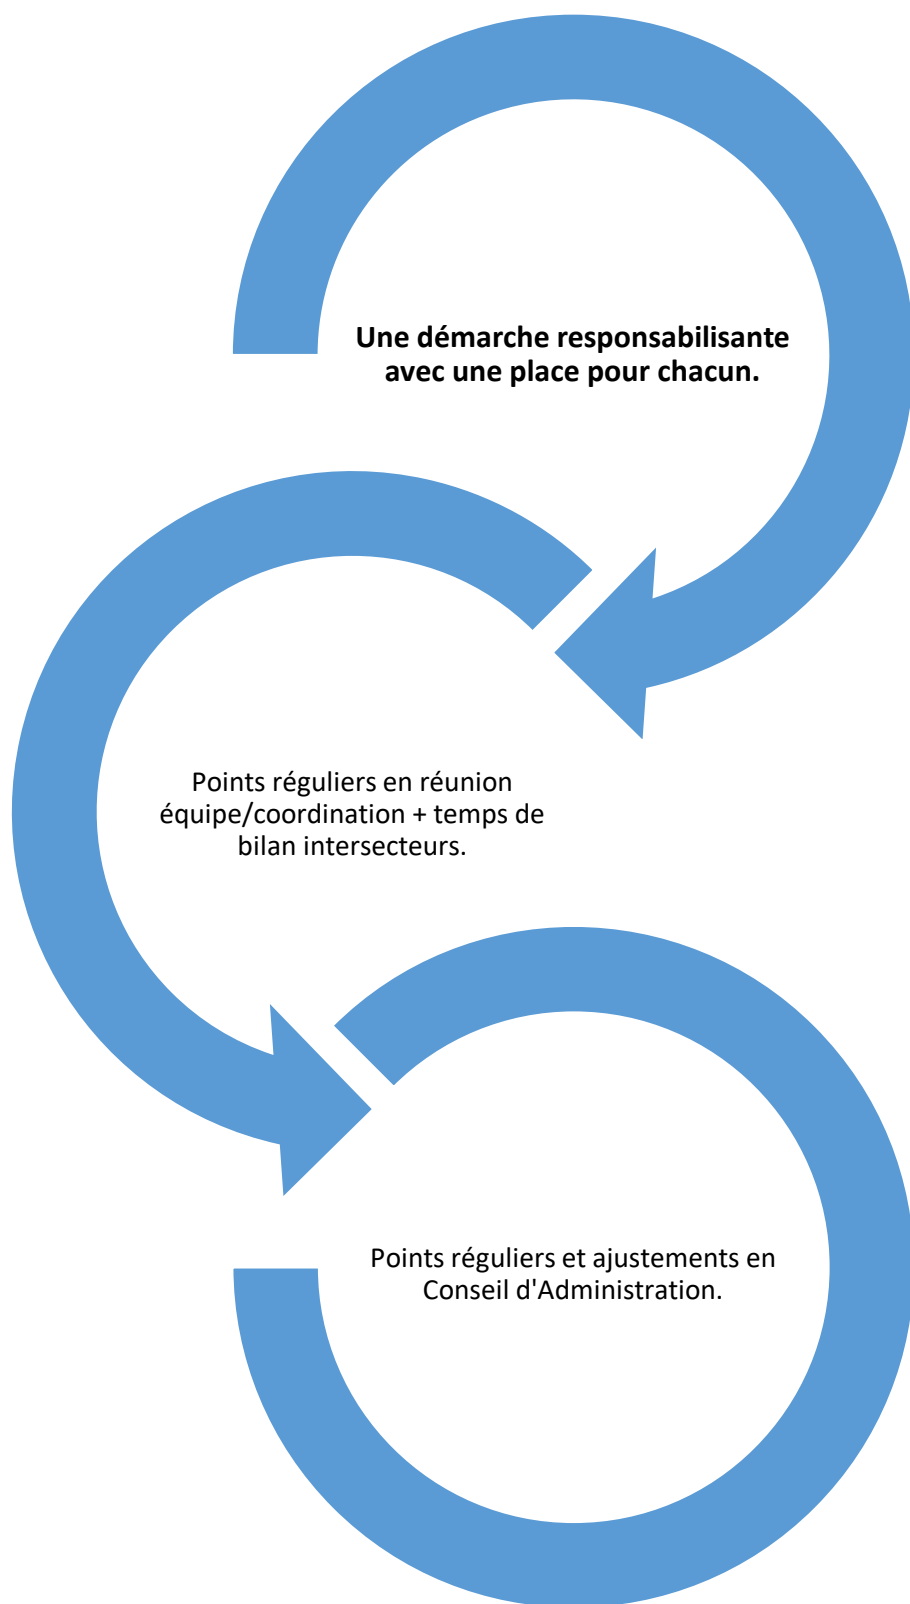 Une démarche responsabilisante
avec une place pour chacun.
Points réguliers en réunion
équipe/coordination + temps de
bilan intersecteurs.
Points réguliers et ajustements en
Conseil d'Administration.